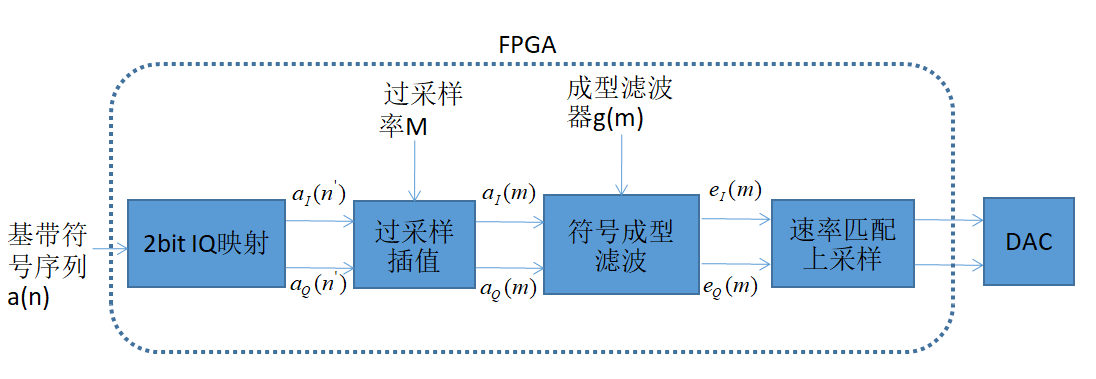 FPGA
过采样
率M
成型滤波
器g(m)
基带符
号序列
a(n)
2bit IQ映射
a_I(n')
a_Q(n')
过采样
插值
a_I(m)
a_Q(m)
符号成型
滤波
e_I(m)
e_Q(m)
速率匹配
上采样
DAC